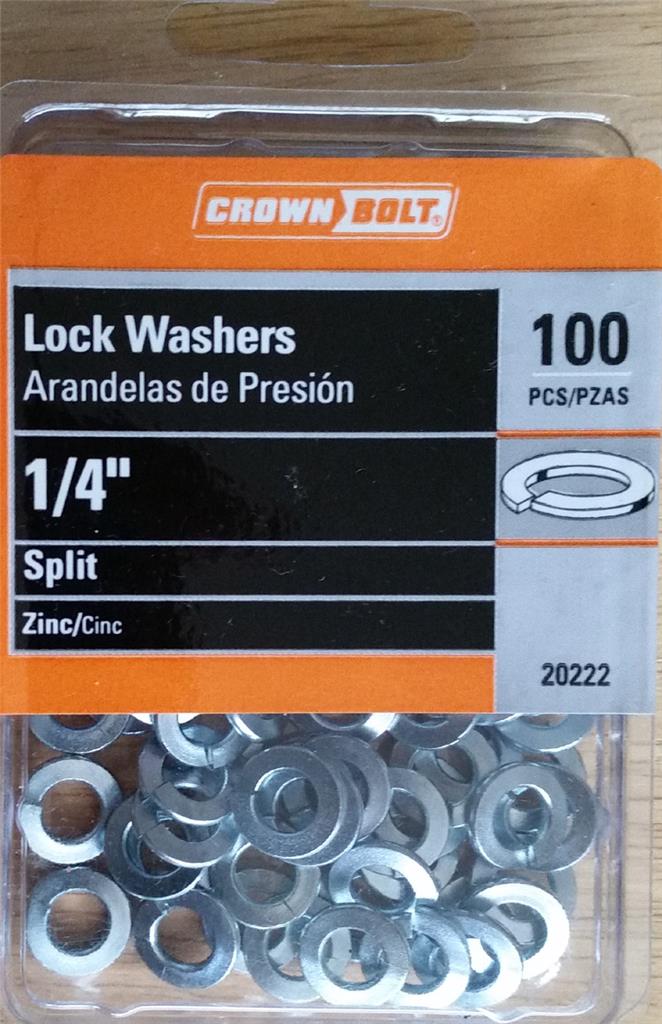 CROWN BOLT®
Lock Washers
Arandelas de Presión
100
PCS/PZAS
1/4"
Split
Zinc/Cinc
20222